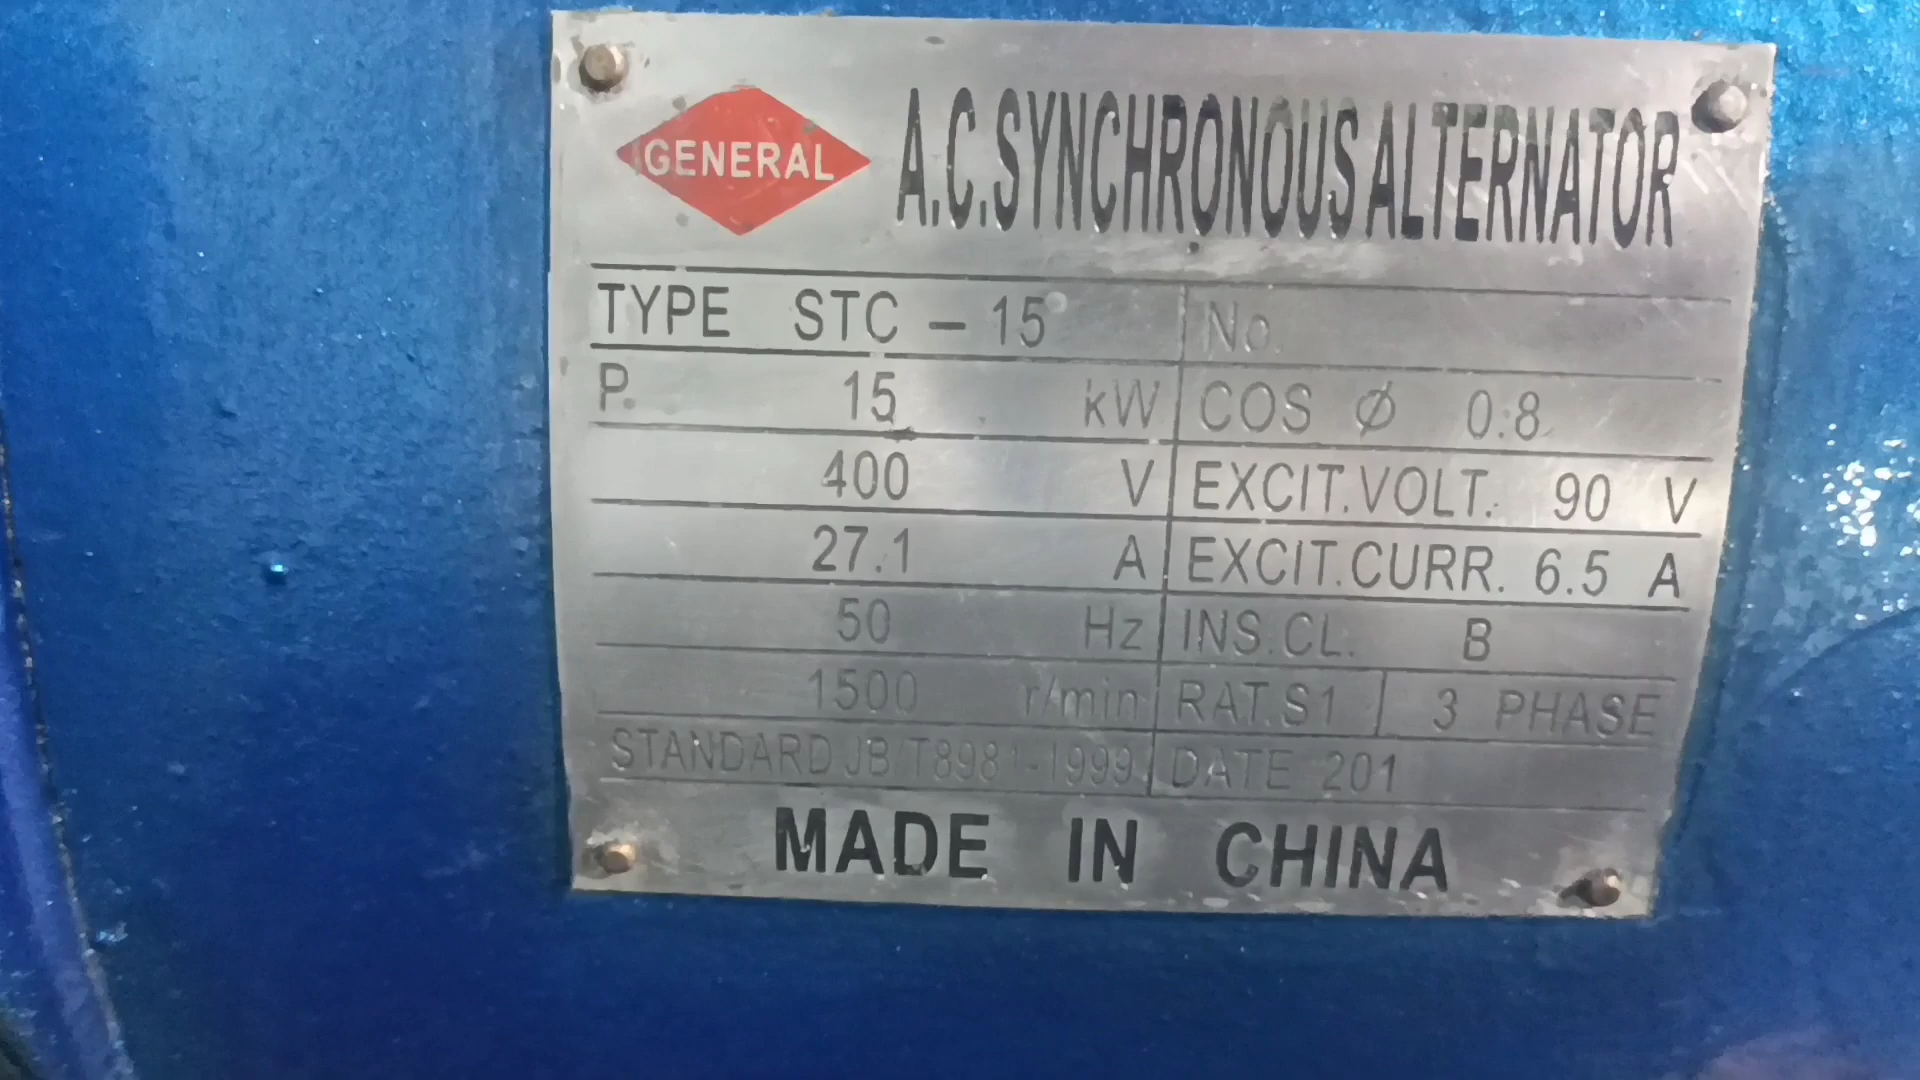 GENERAL A.C.SYNCHRONOUS ALTERNATOR
TYPE STC - 15 No.
P. 15 kW COS Ø 0.8
400 V EXCIT.VOLT. 90 V
27.1 A EXCIT.CURR. 6.5 A
50 Hz INS.CL. B
1500 r/min RAT.S1 3 PHASE
STANDARD JB/T8981-1999 DATE 201
MADE IN CHINA